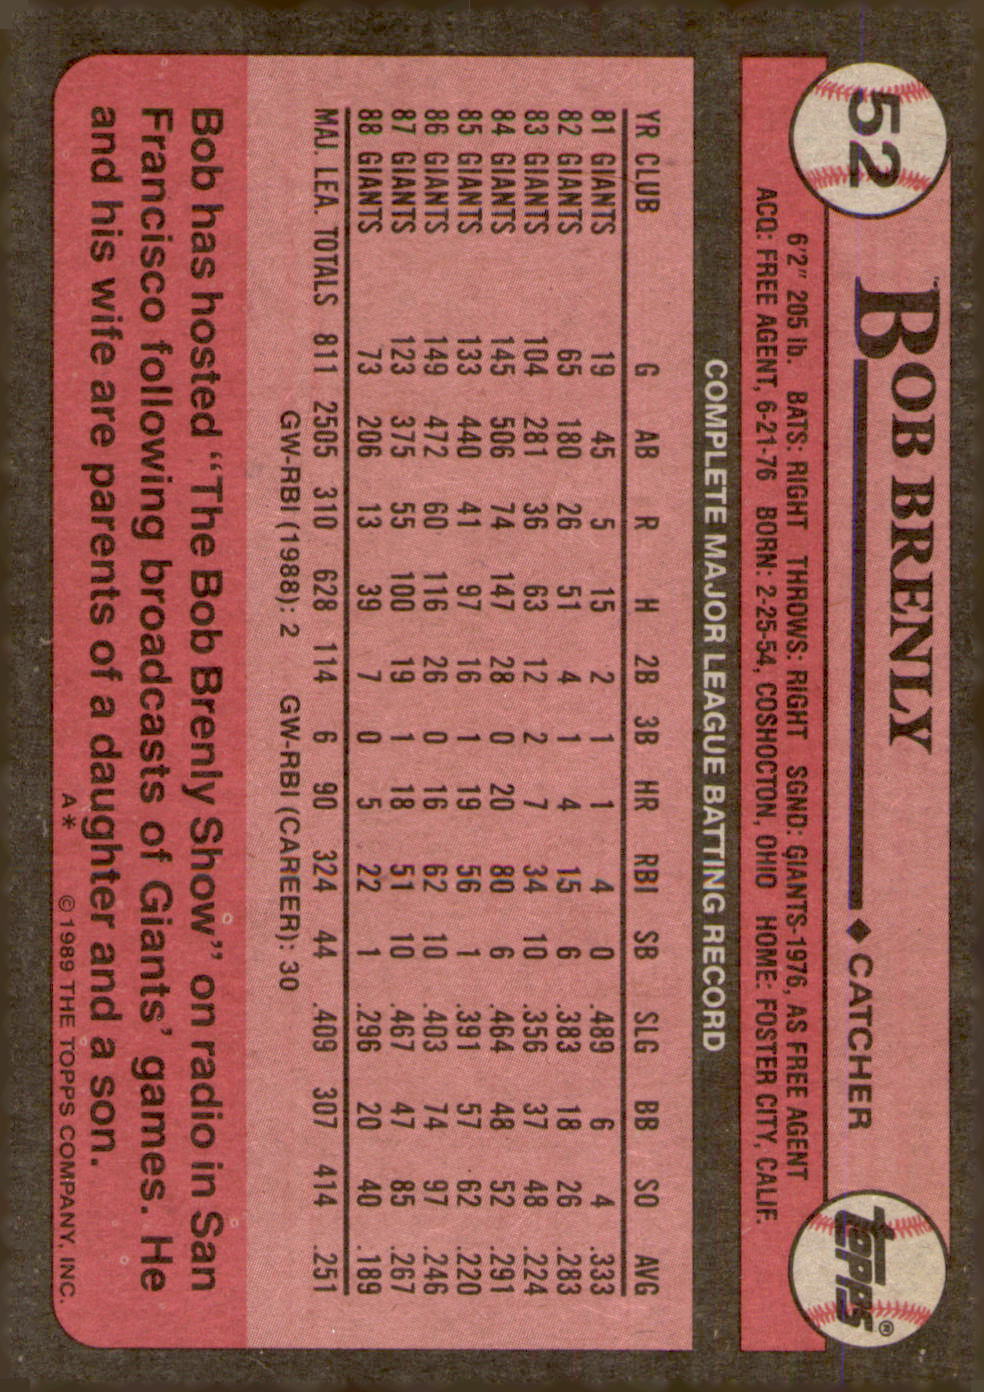 52
BOB BRENLY
◆ CATCHER
TOPPS®
6'2" 205 lb. BATS: RIGHT THROWS: RIGHT SGND: GIANTS-1976, AS FREE AGENT
ACQ: FREE AGENT, 6-21-76 BORN: 2-25-54, COSHOCTON, OHIO HOME: FOSTER CITY, CALIF.
COMPLETE MAJOR LEAGUE BATTING RECORD
YR CLUB G AB R H 2B 3B HR RBI SB SLG BB SO AVG
81 GIANTS 19 45 5 15 2 1 1 4 0 .489 6 4 .333
82 GIANTS 65 180 26 51 4 1 4 15 6 .383 18 26 .283
83 GIANTS 104 281 36 63 12 2 7 34 10 .356 37 48 .224
84 GIANTS 145 506 74 147 28 0 20 80 6 .464 48 52 .291
85 GIANTS 133 440 41 97 16 1 19 56 1 .391 57 62 .220
86 GIANTS 149 472 60 116 26 0 16 62 10 .403 74 97 .246
87 GIANTS 123 375 55 100 19 1 18 51 10 .467 47 85 .267
88 GIANTS 73 206 13 39 7 0 5 22 1 .296 20 40 .189
MAJ. LEA. TOTALS 811 2505 310 628 114 6 90 324 44 .409 307 414 .251
GW-RBI (1988): 2 GW-RBI (CAREER): 30
Bob has hosted "The Bob Brenly Show" on radio in San
Francisco following broadcasts of Giants' games. He
and his wife are parents of a daughter and a son.
A* © 1989 THE TOPPS COMPANY, INC.